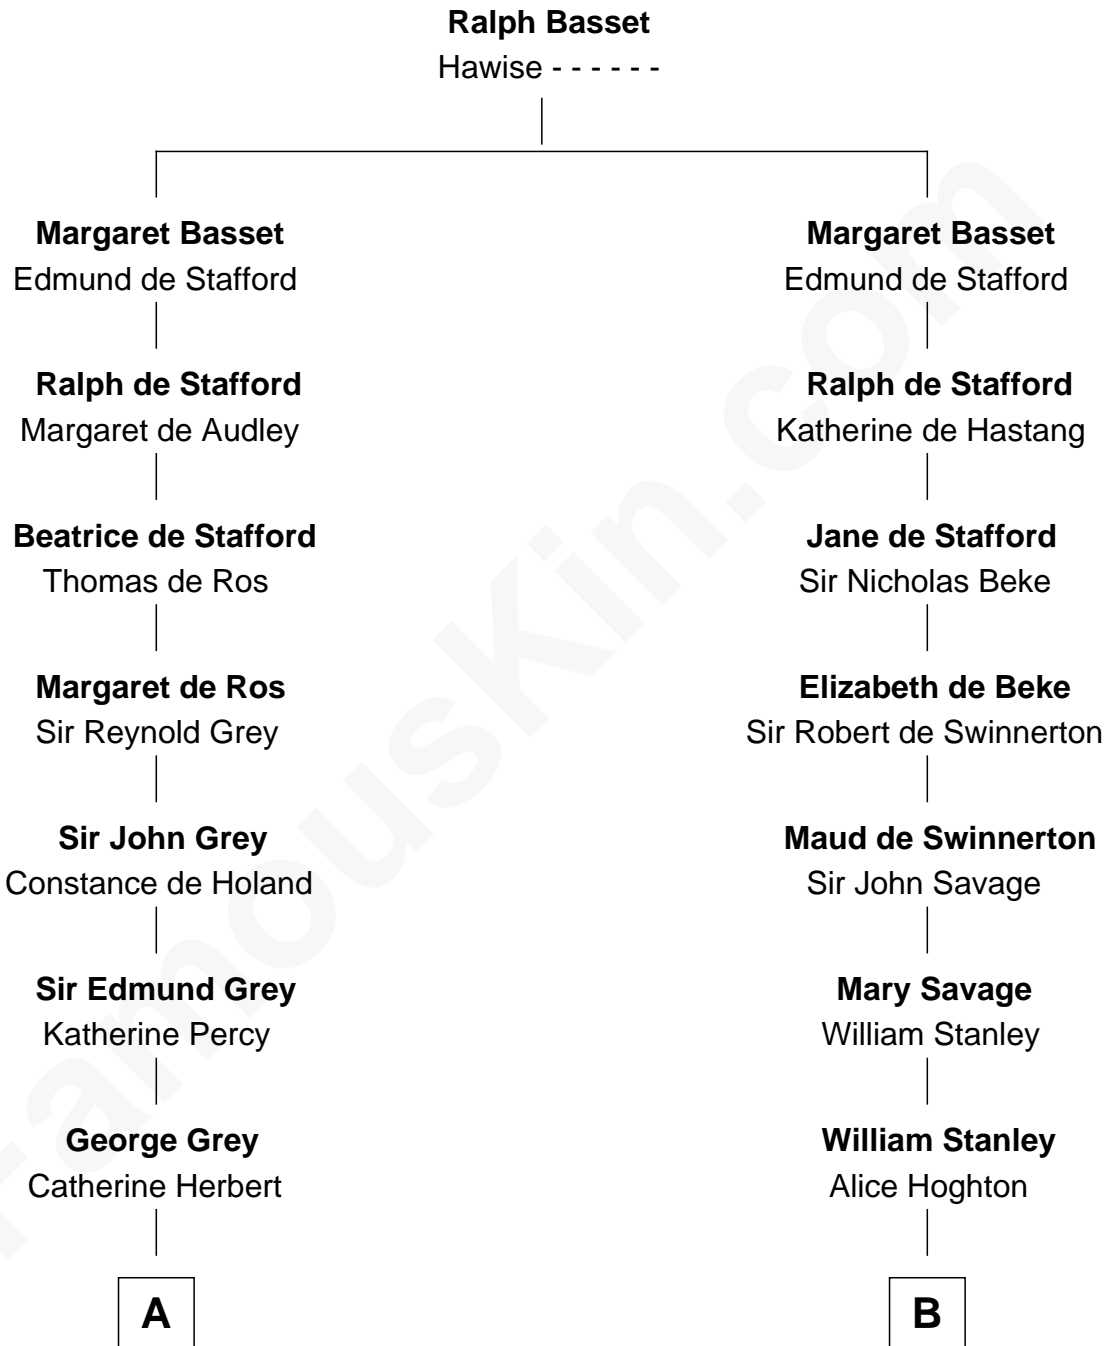 Ralph Basset
Hawise - - - - - -
Margaret Basset
Edmund de Stafford
Margaret Basset
Edmund de Stafford
Ralph de Stafford
Margaret de Audley
Ralph de Stafford
Katherine de Hastang
Beatrice de Stafford
Thomas de Ros
Jane de Stafford
Sir Nicholas Beke
Margaret de Ros
Sir Reynold Grey
Elizabeth de Beke
Sir Robert de Swinnerton
Sir John Grey
Constance de Holand
Maud de Swinnerton
Sir John Savage
Sir Edmund Grey
Katherine Percy
Mary Savage
William Stanley
George Grey
Catherine Herbert
William Stanley
Alice Hoghton
A
B
FamousKin.com